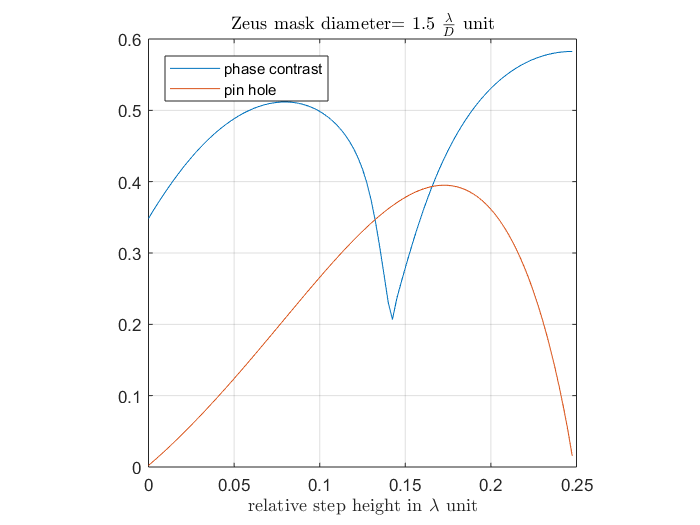 Zeus mask diameter= 1.5 λ/D unit
0.6
phase contrast
pin hole
0.5
0.4
0.3
0.2
0.1
0
0 0.05 0.1 0.15 0.2 0.25
relative step height in λ unit